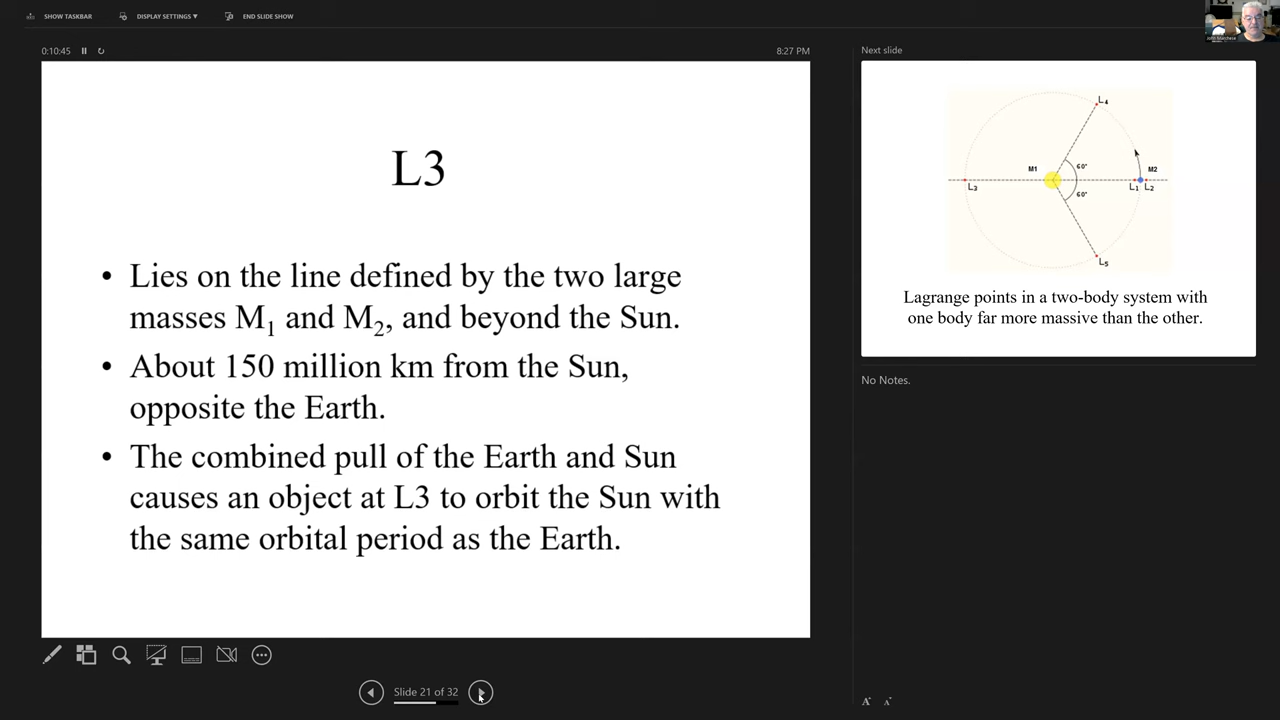 SHOW TASKBAR
DISPLAY SETTINGS ▾
END SLIDE SHOW
0:10:45
8:27 PM
L3
• Lies on the line defined by the two large
masses M₁ and M₂, and beyond the Sun.
• About 150 million km from the Sun,
opposite the Earth.
• The combined pull of the Earth and Sun
causes an object at L3 to orbit the Sun with
the same orbital period as the Earth.
Slide 21 of 32
Next slide
L4
60°
M1
M2
L3
L1
L2
60°
L5
Lagrange points in a two-body system with
one body far more massive than the other.
No Notes.
A
A